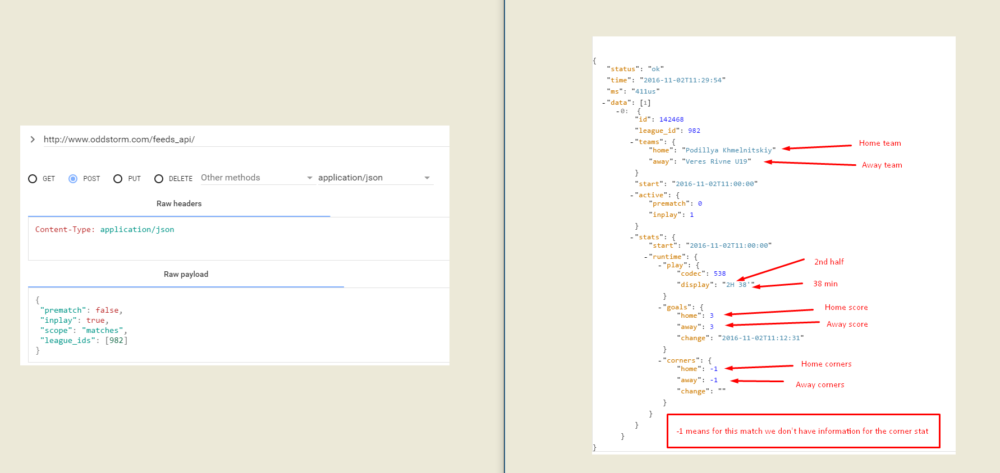 http://www.oddstorm.com/feeds_api/
GET POST PUT DELETE Other methods application/json
Raw headers
Content-Type: application/json
Raw payload
{
"prematch": false,
"inplay": true,
"scope": "matches",
"league_ids": [982]
}
{
"status": "ok"
"time": "2016-11-02T11:29:54"
"ms": "411us"
-"data": [1]
-0: {
"id": 142468
"league_id": 982
-"teams": {
"home": "Podillya Khmelnitskiy" Home team
"away": "Veres Rivne U19" Away team
}
"start": "2016-11-02T11:00:00"
-"active": {
"prematch": 0
"inplay": 1
}
-"stats": {
"start": "2016-11-02T11:00:00"
-"runtime": {
-"play": { 2nd half
"codec": 538
"display": "2H 38'" 38 min
}
-"goals": { Home score
"home": 3
"away": 3 Away score
"change": "2016-11-02T11:12:31"
}
-"corners": { Home corners
"home": -1
"away": -1 Away corners
"change": ""
}
}
}
}
}
-1 means for this match we don't have information for the corner stat